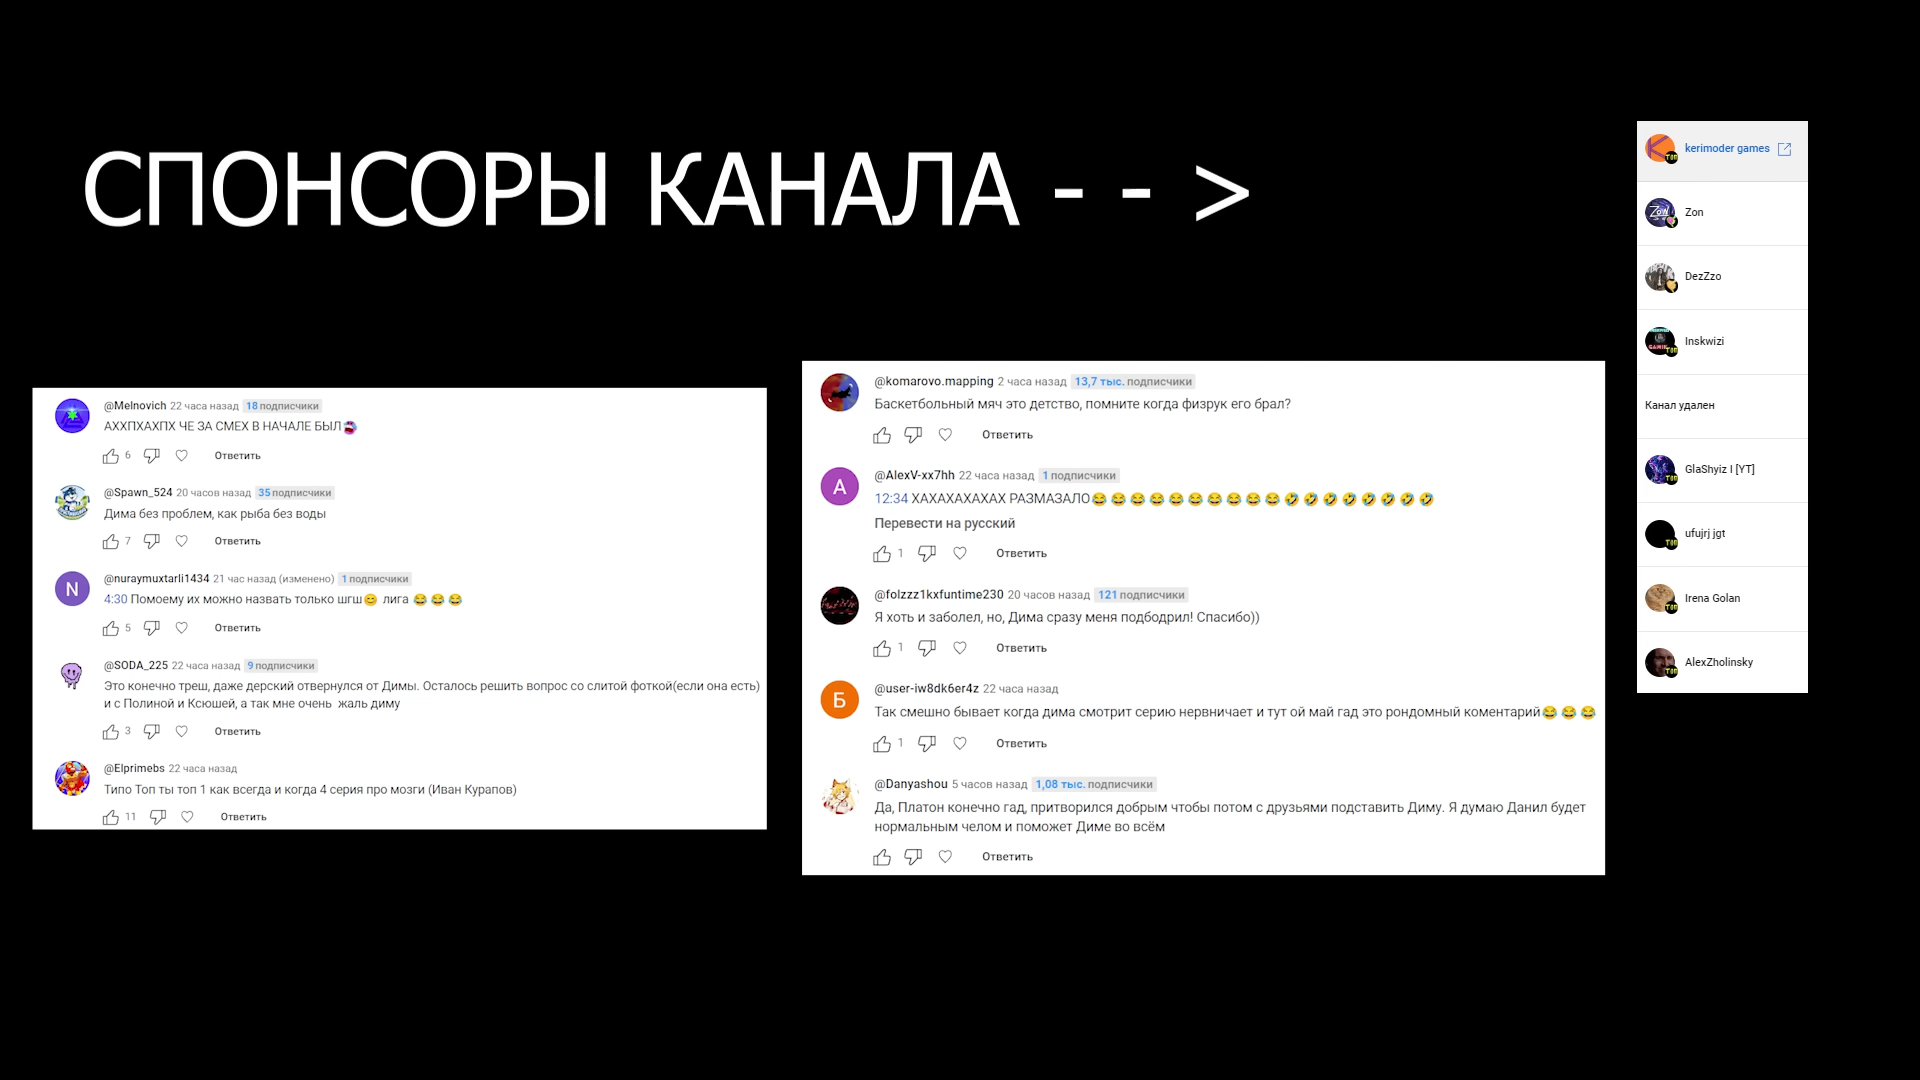 СПОНСОРЫ КАНАЛА - - >
@Melnovich 22 часа назад 18 подписчики
АХХПХАХПХ ЧЕ ЗА СМЕХ В НАЧАЛЕ БЫЛ
6 Ответить
@Spawn_524 20 часов назад 35 подписчики
Дима без проблем, как рыба без воды
7 Ответить
N
@nuraymuxtarli1434 21 час назад (изменено) 1 подписчики
4:30 Помоему их можно назвать только шгш😊 лига 😂😂😂
5 Ответить
@SODA_225 22 часа назад 9 подписчики
Это конечно треш, даже дерский отвернулся от Димы. Осталось решить вопрос со слитой фоткой(если она есть)
и с Полиной и Ксюшей, а так мне очень жаль диму
3 Ответить
@Elprimebs 22 часа назад
Типо Топ ты топ 1 как всегда и когда 4 серия про мозги (Иван Курапов)
11 Ответить
@komarovo.mapping 2 часа назад 13,7 тыс. подписчики
Баскетбольный мяч это детство, помните когда физрук его брал?
Ответить
A
@AlexV-xx7hh 22 часа назад 1 подписчики
12:34 ХАХАХАХАХАХ РАЗМАЗАЛО😂😂😂😂😂😂😂😂😂😂🤣🤣🤣🤣🤣🤣🤣🤣
Перевести на русский
1 Ответить
@folzzz1kxfuntime230 20 часов назад 121 подписчики
Я хоть и заболел, но, Дима сразу меня подбодрил! Спасибо))
1 Ответить
Б
@user-iw8dk6er4z 22 часа назад
Так смешно бывает когда дима смотрит серию нервничает и тут ой май гад это рондомный коментарий😂😂😂
1 Ответить
@Danyashou 5 часов назад 1,08 тыс. подписчики
Да, Платон конечно гад, притворился добрым чтобы потом с друзьями подставить Диму. Я думаю Данил будет
нормальным челом и поможет Диме во всём
Ответить
kerimoder games
Zon
DezZzo
Inskwizi
Канал удален
GlaShyiz I [YT]
ufujrj jgt
Irena Golan
AlexZholinsky